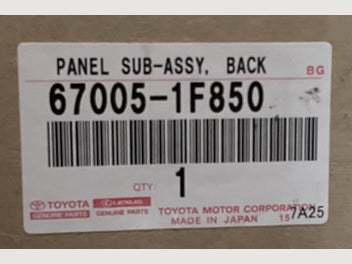 PANEL SUB-ASSY, BACK BG
67005-1F850
QTY: 1
TOYOTA LEXUS
GENUINE PARTS GENUINE PARTS
TOYOTA MOTOR CORPORATION
MADE IN JAPAN 15 7A25